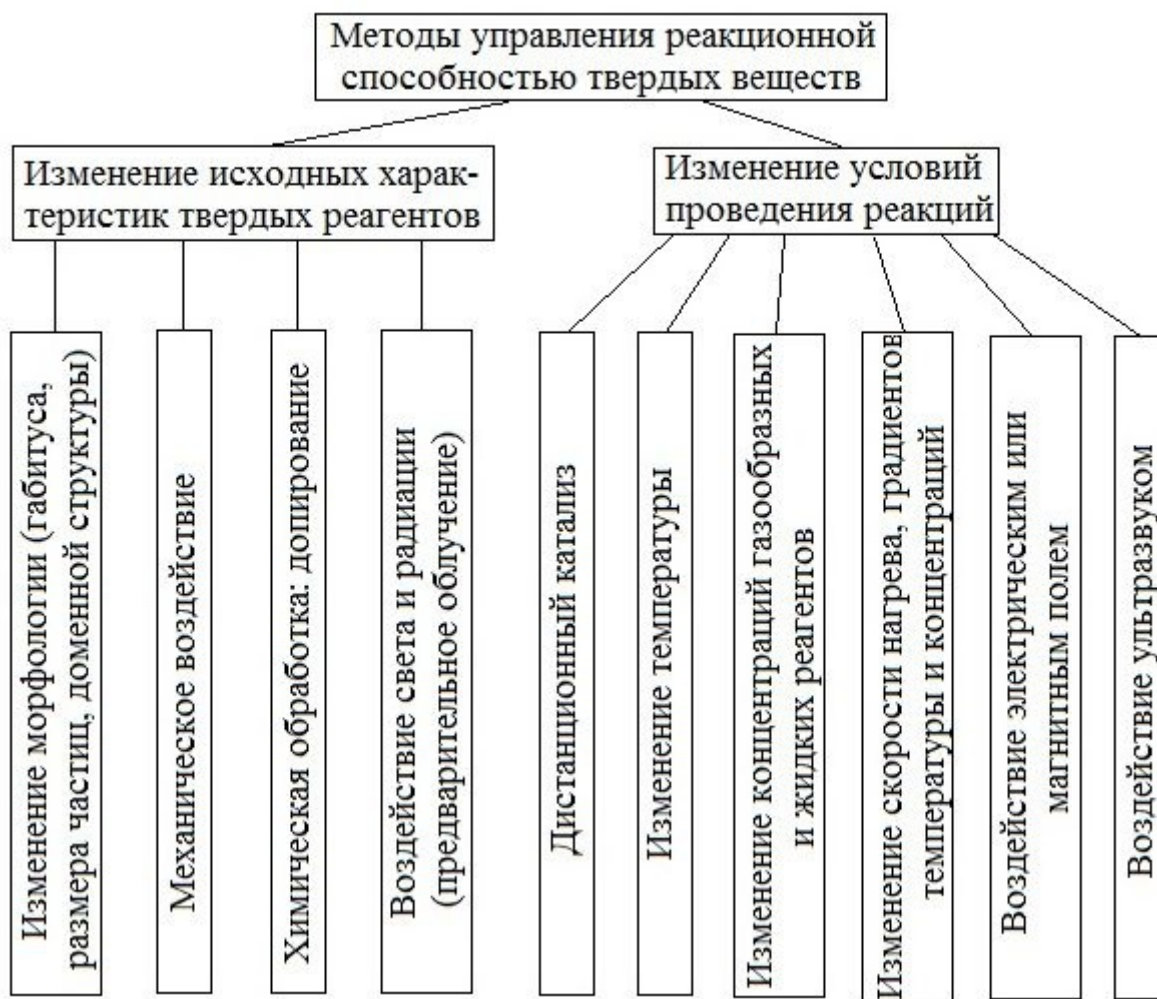 Методы управления реакционной
способностью твердых веществ
Изменение исходных харак-
теристик твердых реагентов
Изменение условий
проведения реакций
Изменение морфологии (габитуса,
размера частиц, доменной структуры)
Механическое воздействие
Химическая обработка: допирование
Воздействие света и радиации
(предварительное облучение)
Дистанционный катализ
Изменение температуры
Изменение концентраций газообразных
и жидких реагентов
Изменение скорости нагрева, градиентов
температуры и концентраций
Воздействие электрическим или
магнитным полем
Воздействие ультразвуком